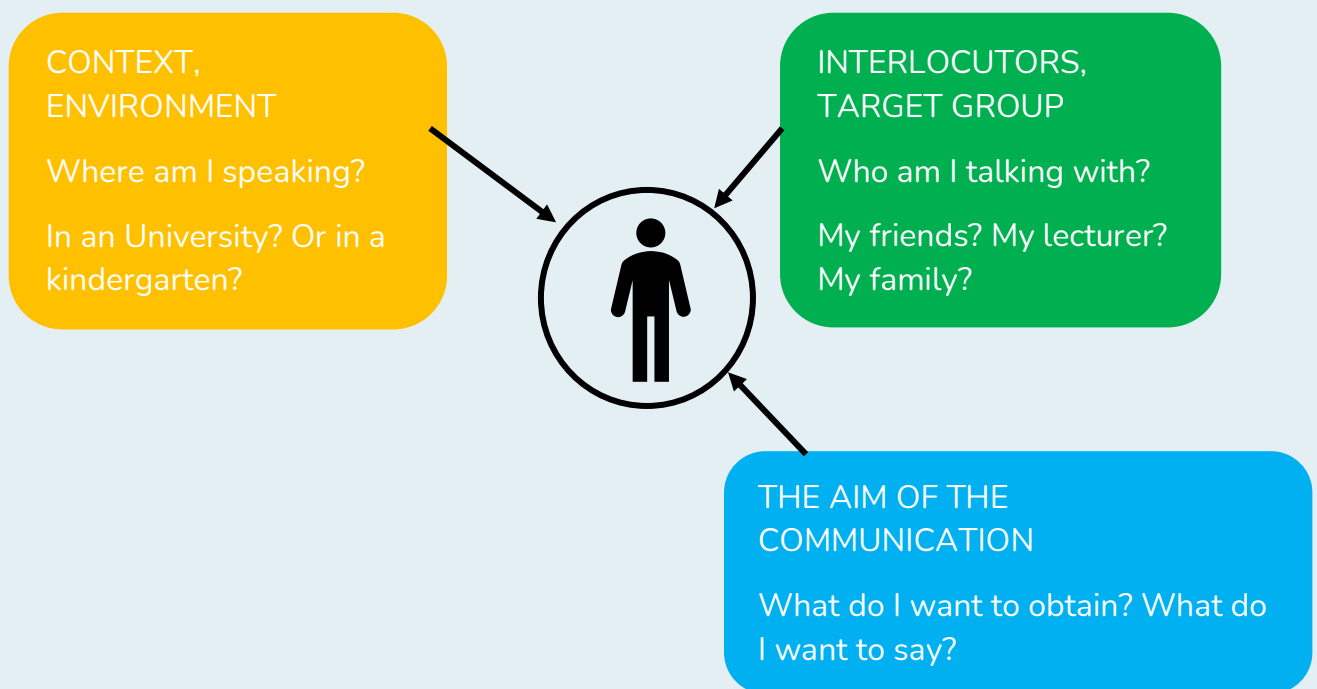 CONTEXT,
ENVIRONMENT
Where am I speaking?
In an University? Or in a
kindergarten?
INTERLOCUTORS,
TARGET GROUP
Who am I talking with?
My friends? My lecturer?
My family?
THE AIM OF THE
COMMUNICATION
What do I want to obtain? What do
I want to say?